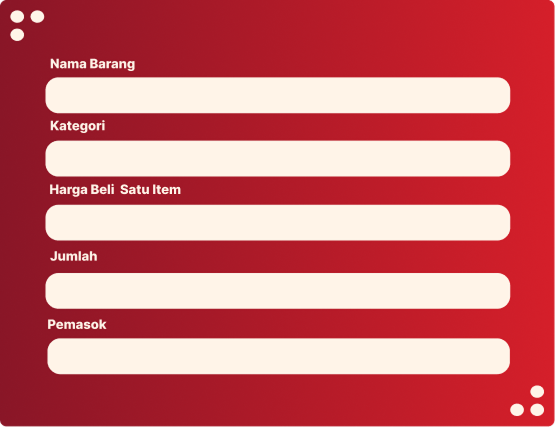 Nama Barang
Kategori
Harga Beli  Satu Item
Jumlah
Pemasok